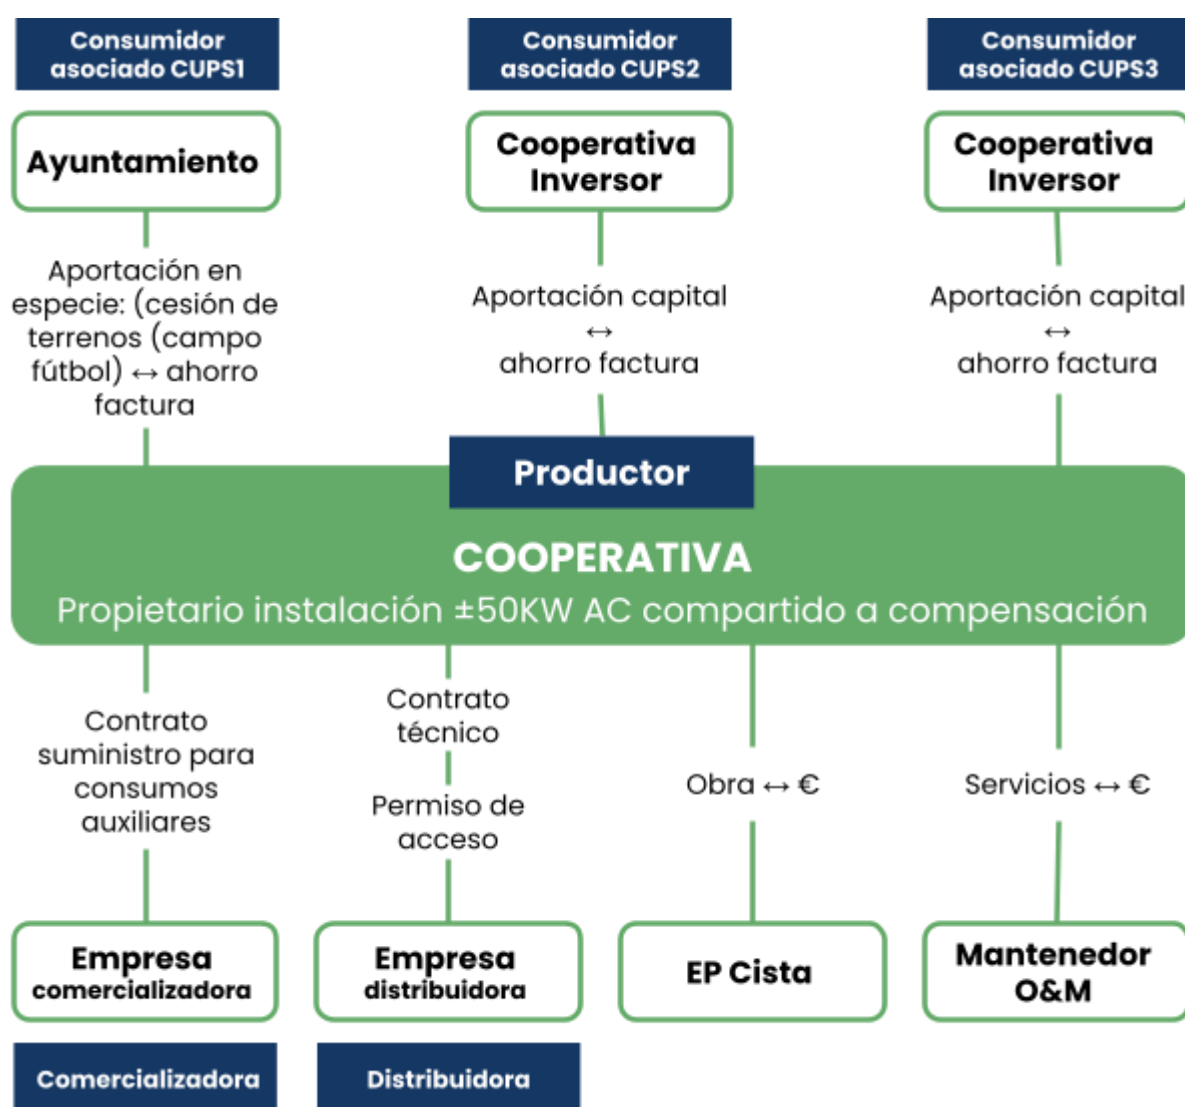 Consumidor
asociado CUPS1
Consumidor
asociado CUPS2
Consumidor
asociado CUPS3
Ayuntamiento
Cooperativa
Inversor
Cooperativa
Inversor
Aportación en
especie: (cesión de
terrenos (campo
fútbol) ↔ ahorro
factura
Aportación capital
↔
ahorro factura
Aportación capital
↔
ahorro factura
Productor
COOPERATIVA
Propietario instalación ±50KW AC compartido a compensación
Contrato
suministro para
consumos
auxiliares
Contrato
técnico
Permiso de
acceso
Obra ↔ €
Servicios ↔ €
Empresa
comercializadora
Empresa
distribuidora
EP Cista
Mantenedor
O&M
Comercializadora
Distribuidora